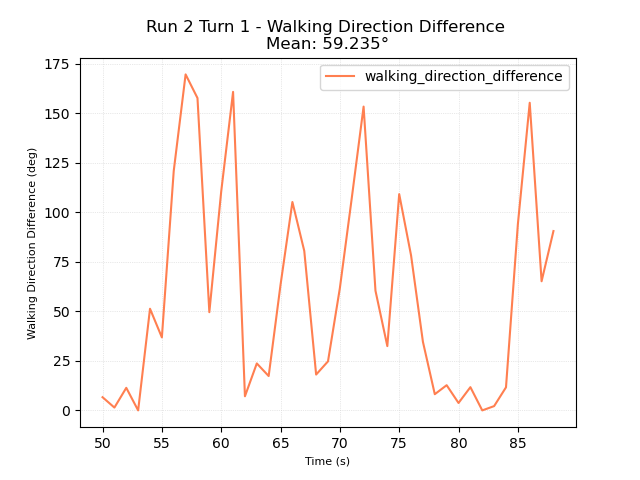 Run 2 Turn 1 - Walking Direction Difference
Mean: 59.235°
walking_direction_difference
175
150
125
100
75
50
25
0
Walking Direction Difference (deg)
50 55 60 65 70 75 80 85
Time (s)